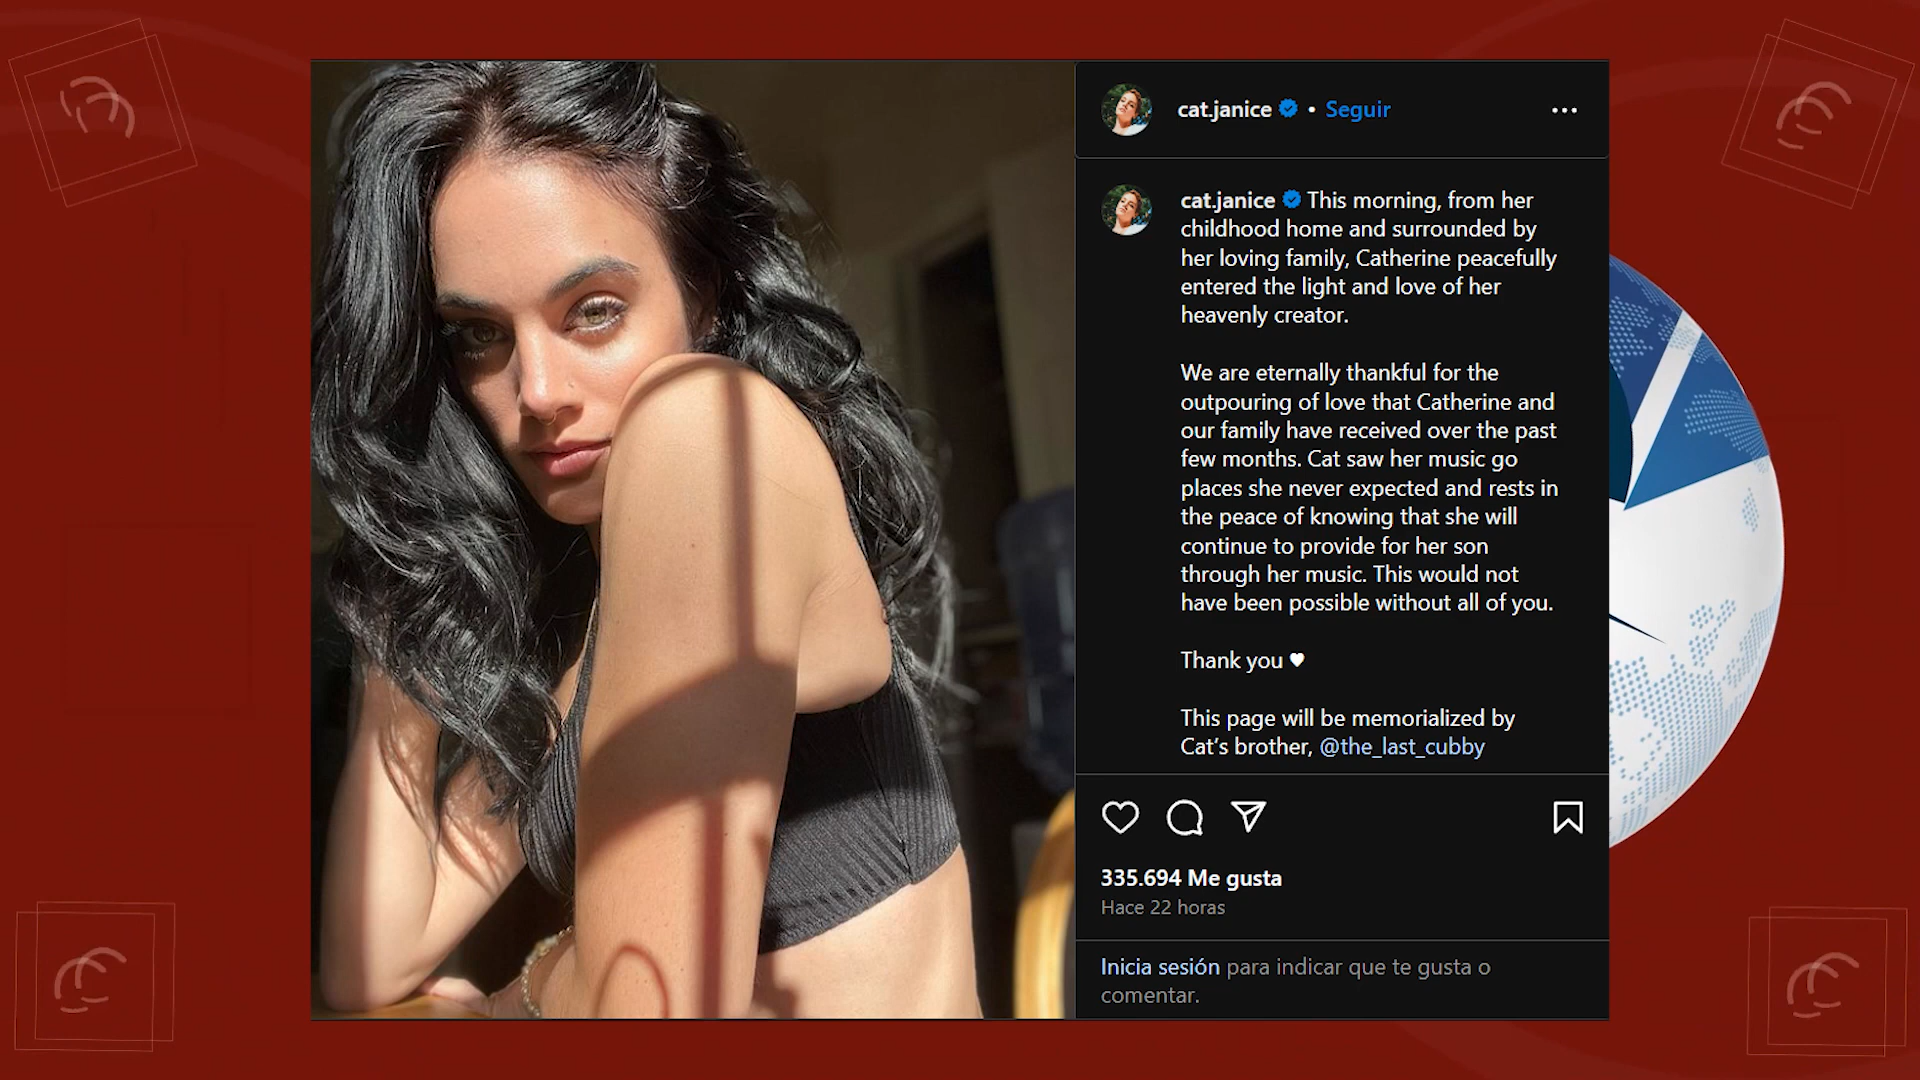 cat.janice • Seguir
cat.janice This morning, from her
childhood home and surrounded by
her loving family, Catherine peacefully
entered the light and love of her
heavenly creator.
We are eternally thankful for the
outpouring of love that Catherine and
our family have received over the past
few months. Cat saw her music go
places she never expected and rests in
the peace of knowing that she will
continue to provide for her son
through her music. This would not
have been possible without all of you.
Thank you ♥
This page will be memorialized by
Cat’s brother, @the_last_cubby
335.694 Me gusta
Hace 22 horas
Inicia sesión para indicar que te gusta o
comentar.